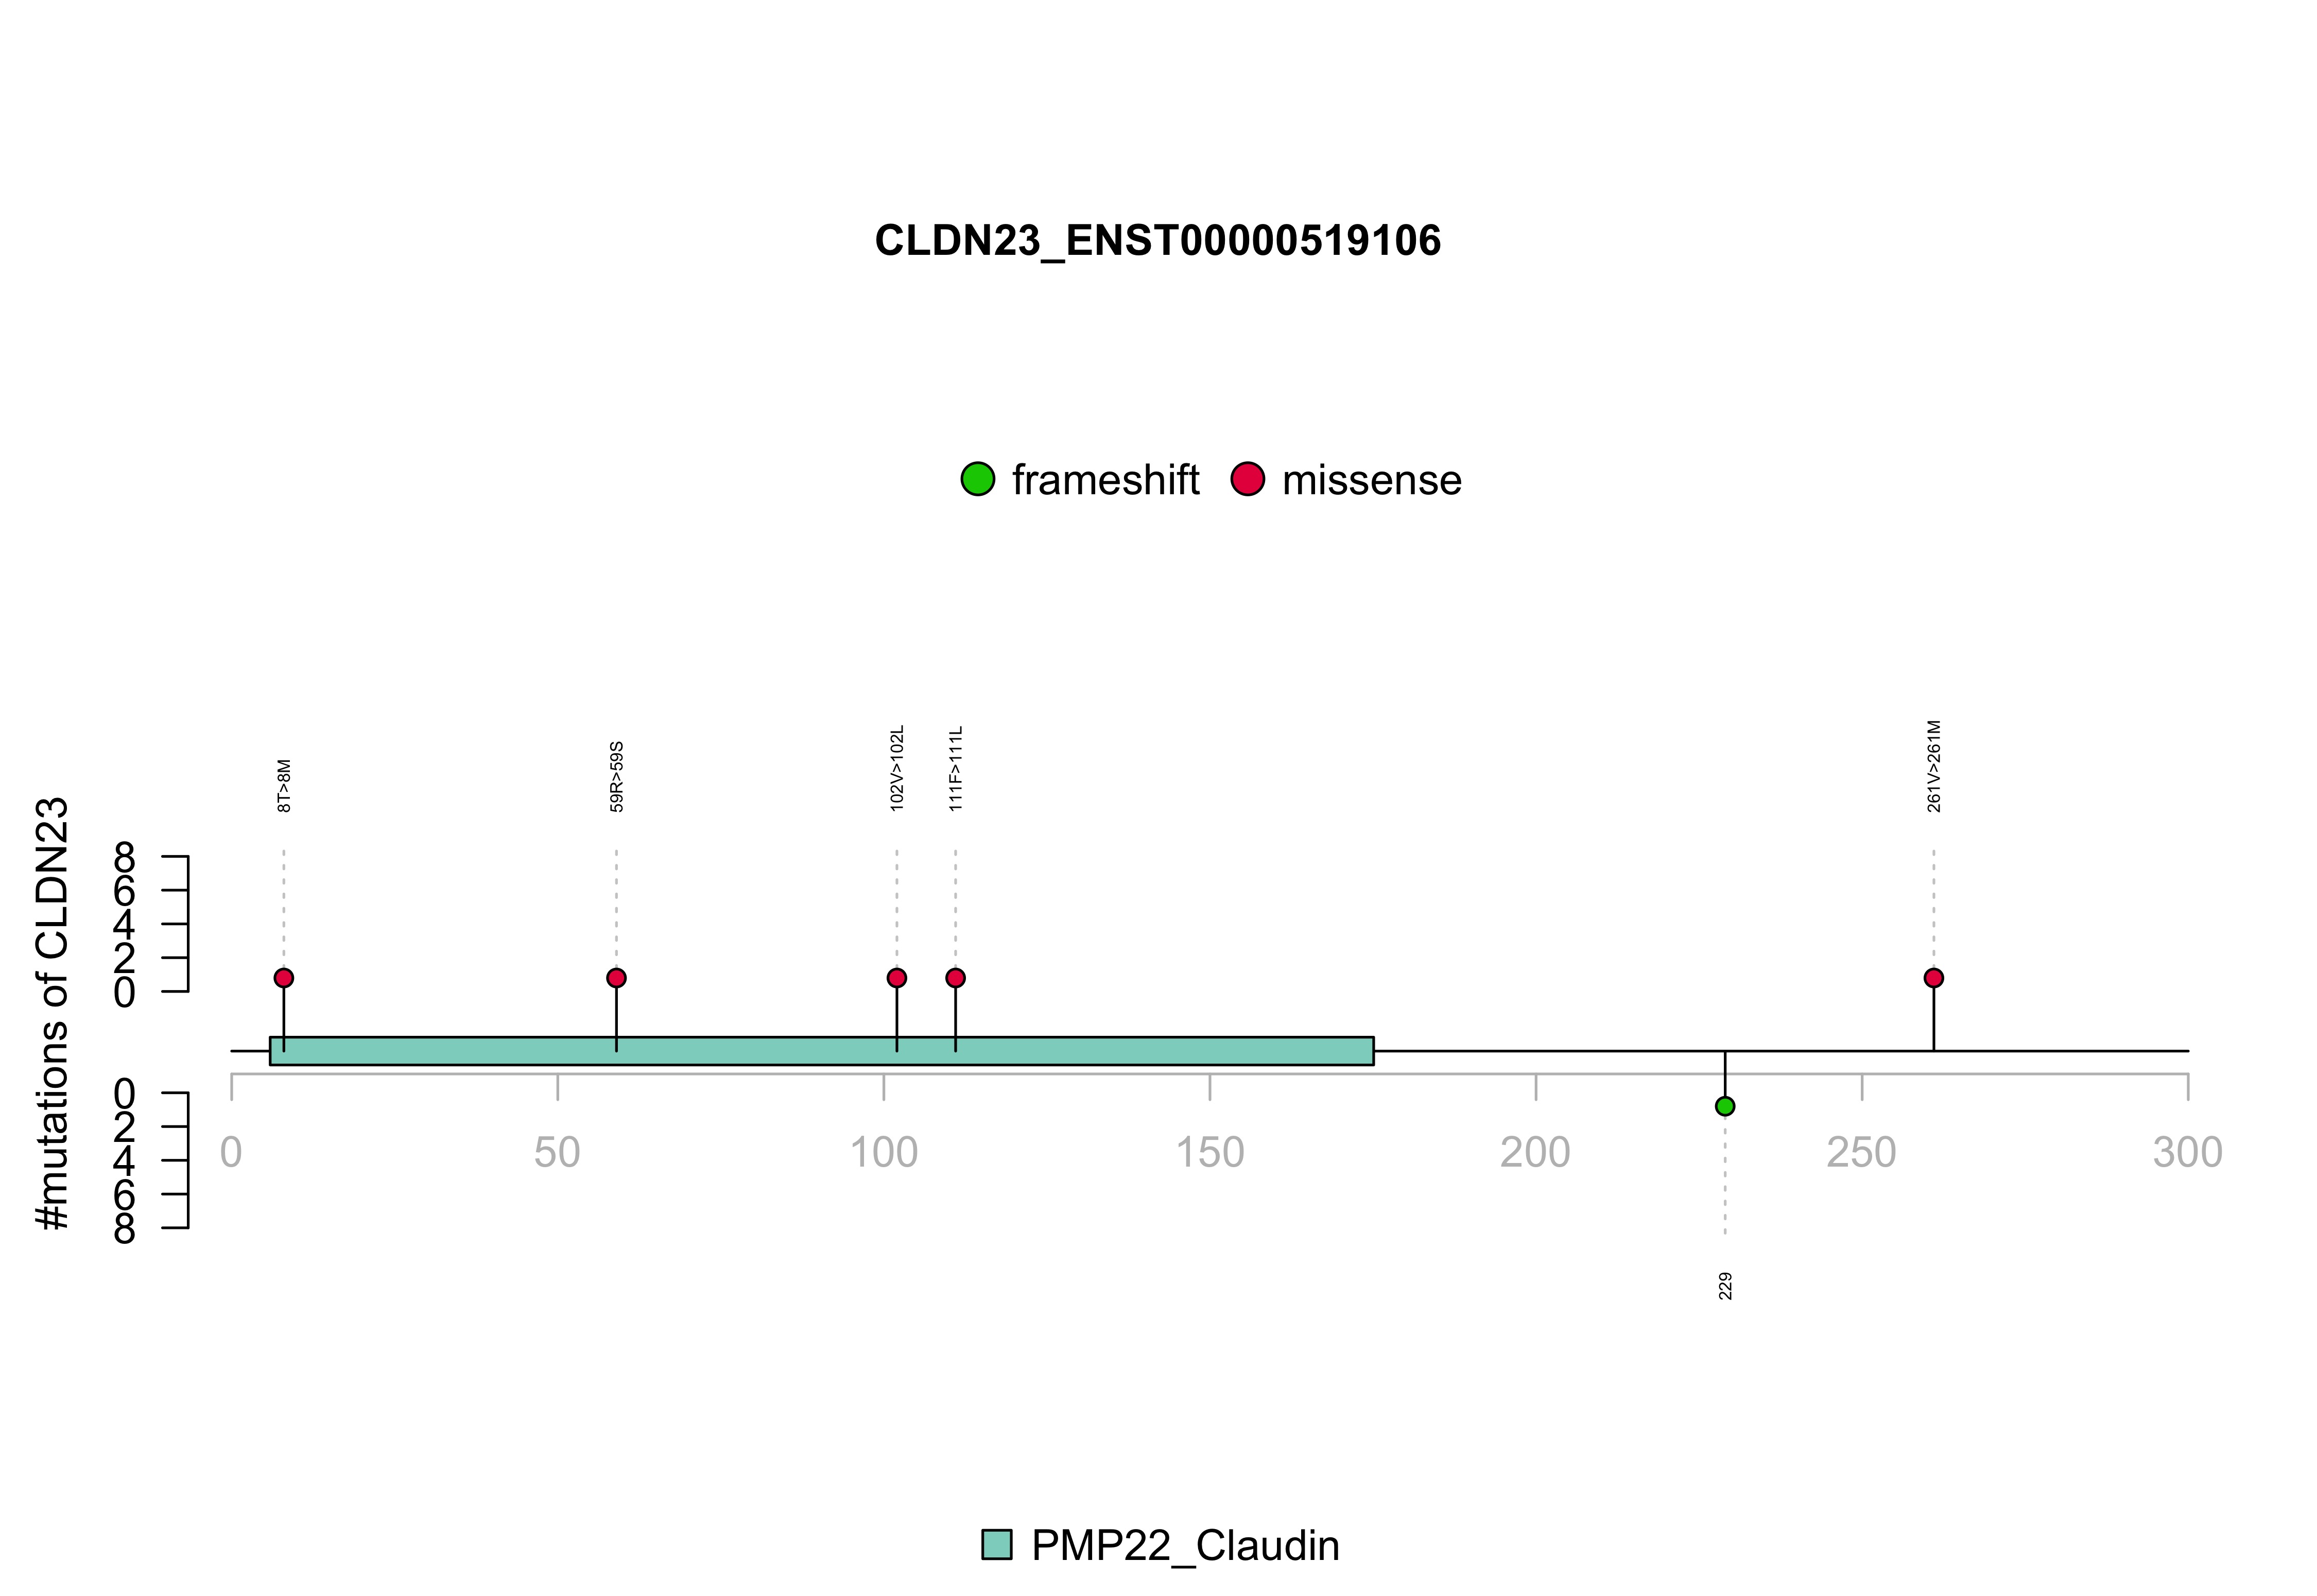 CLDN23_ENST00000519106
frameshift missense
8T>8M
59R>59S
102V>102L
111F>111L
261V>261M
#mutations of CLDN23
8
6
4
2
0
0
2
4
6
8
0 50 100 150 200 250 300
229
PMP22_Claudin